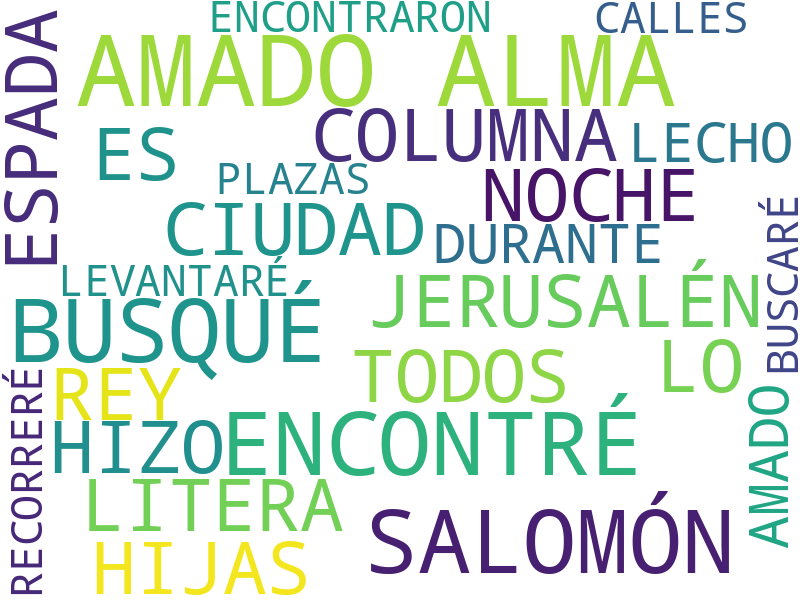 ENCONTRARON
CALLES
ESPADA
AMADO ALMA
COLUMNA
LECHO
ES
PLAZAS
NOCHE
CIUDAD
DURANTE
BUSCARÉ
LEVANTARÉ
JERUSALÉN
BUSQUÉ
TODOS
LO
REY
RECORRERÉ
AMADO
HIZO
ENCONTRÉ
LITERA
SALOMÓN
HIJAS